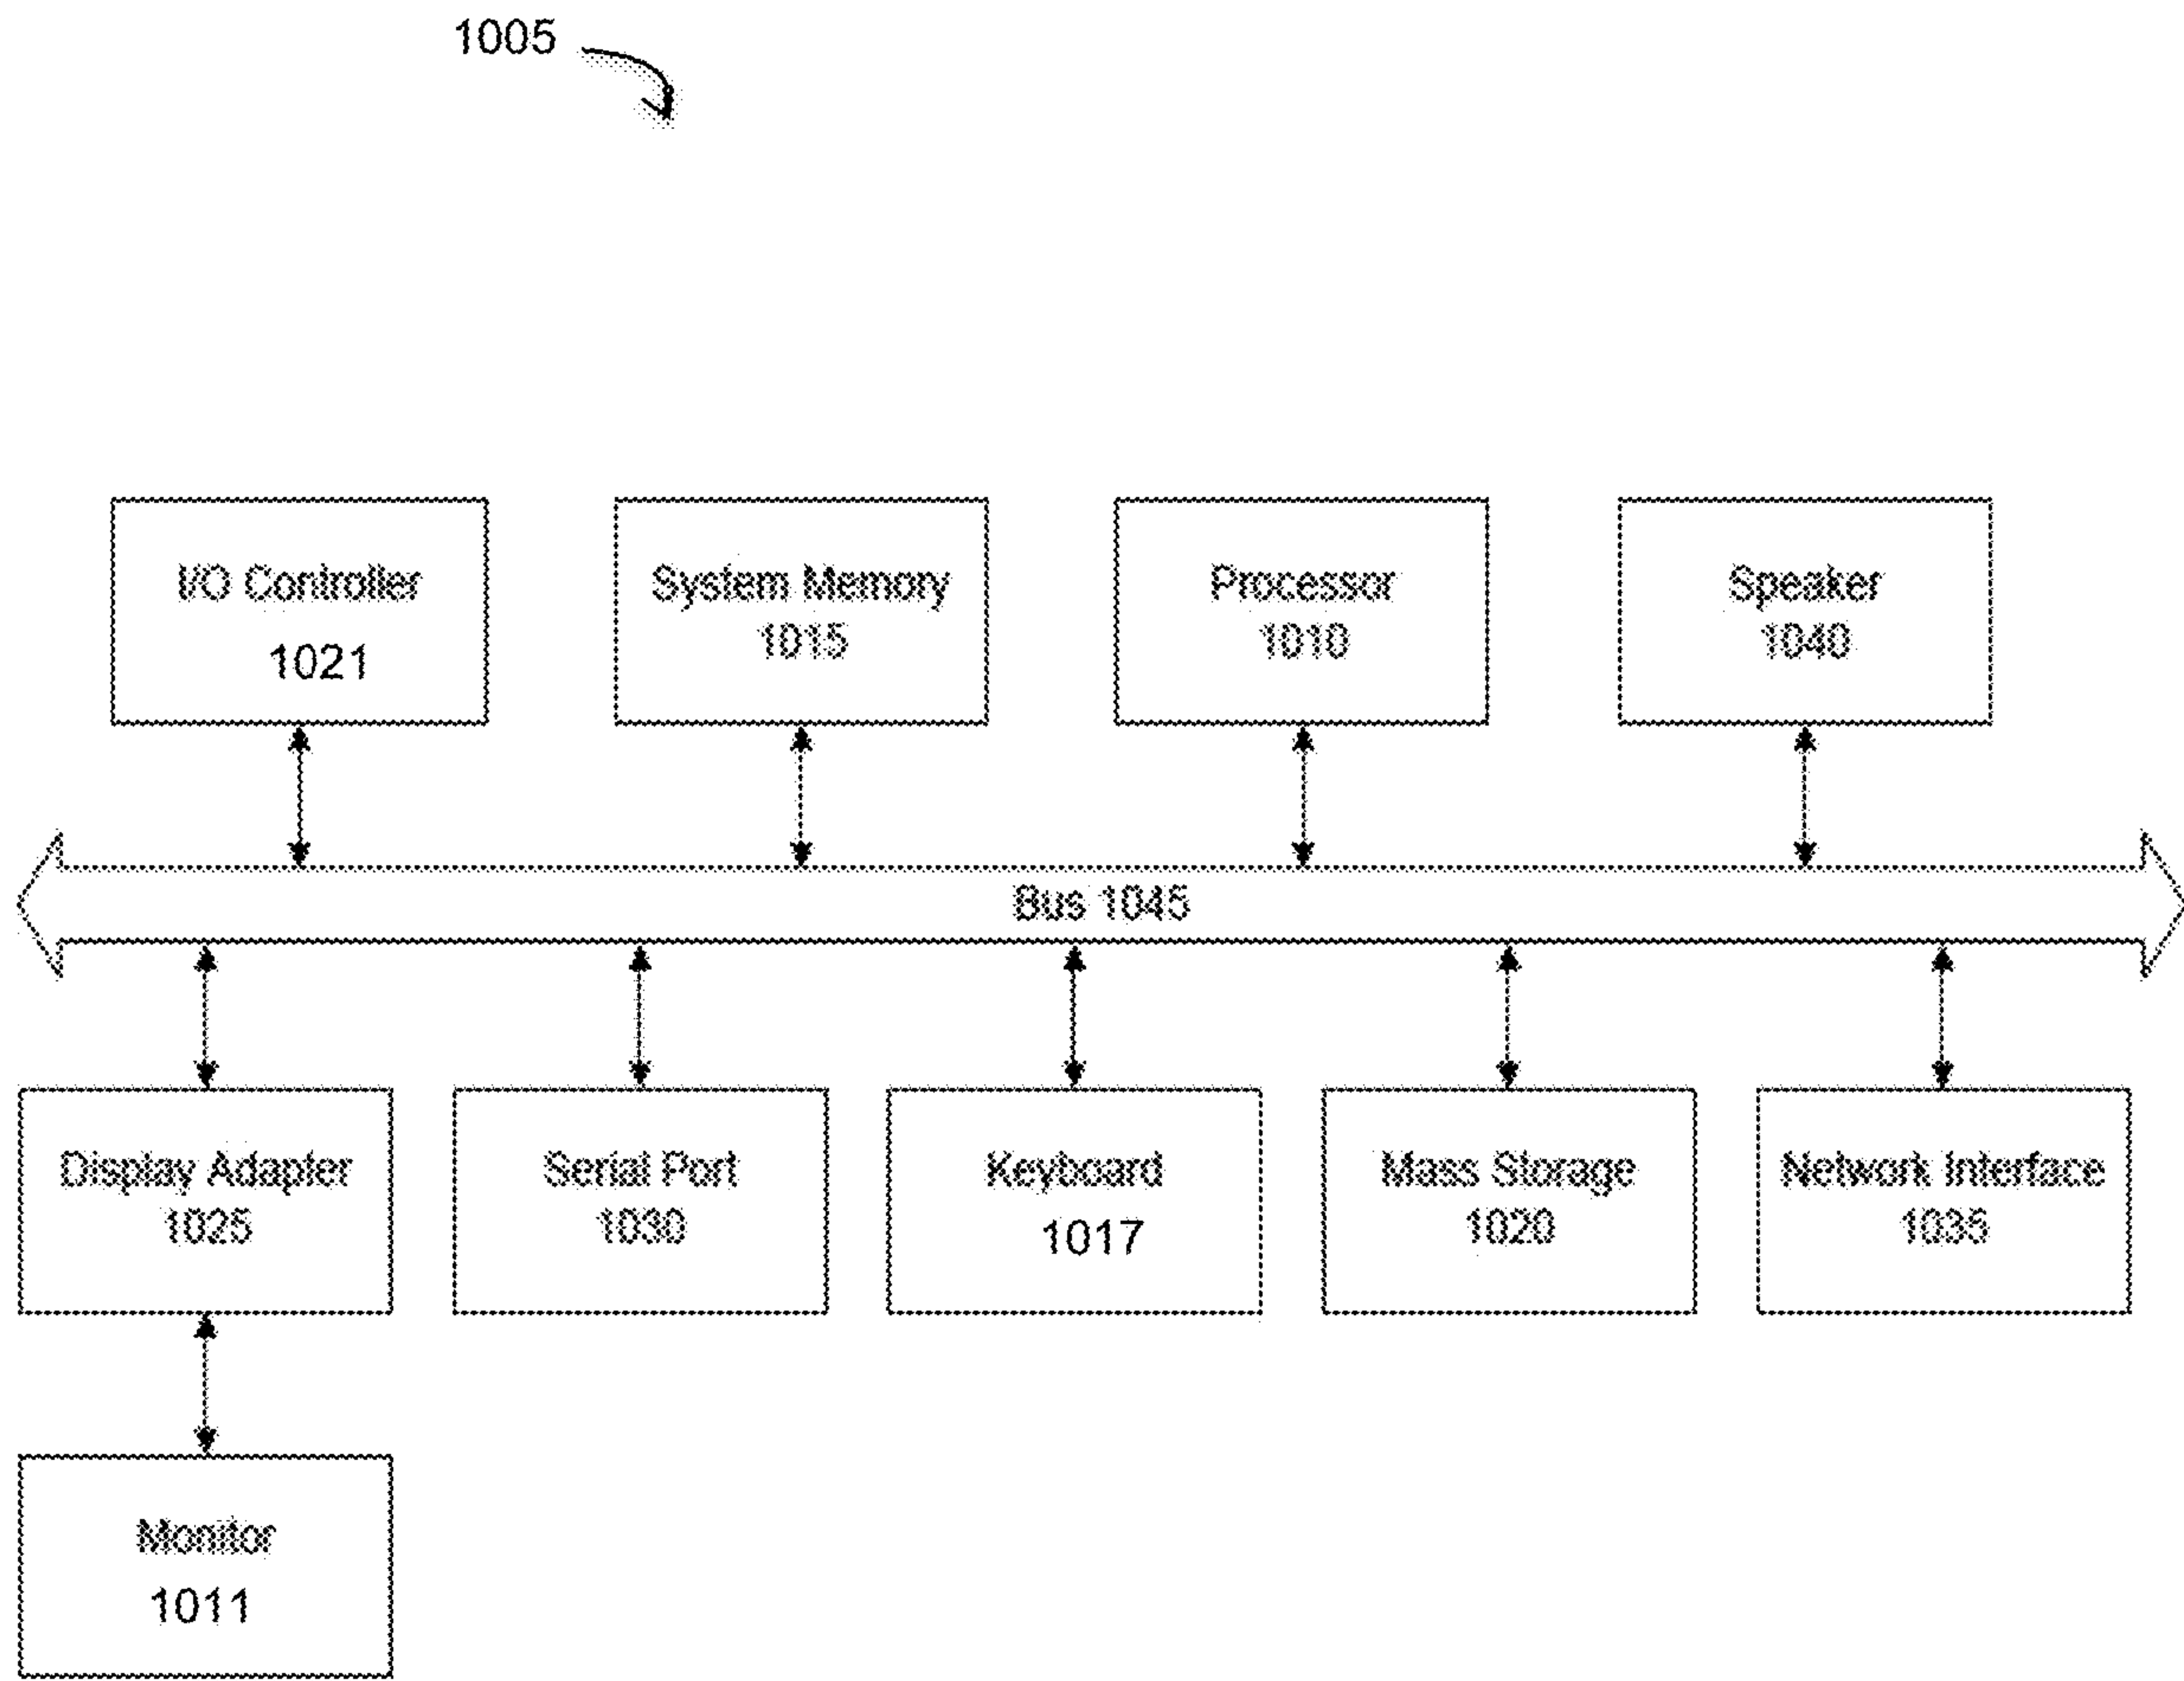 1005
I/O Controller
1021
System Memory
1015
Processor
1010
Speaker
1040
Bus 1045
Display Adapter
1025
Serial Port
1030
Keyboard
1017
Mass Storage
1020
Network Interface
1035
Monitor
1011